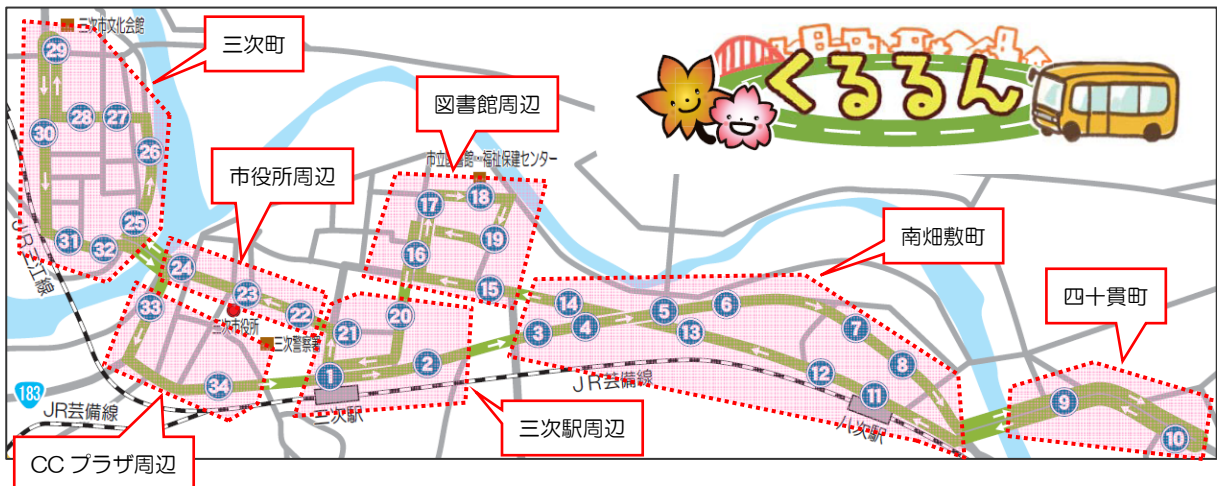 三次市文化会館
三次町
29
28
27
30
26
25
31
32
JR三江線
くるるん
図書館周辺
市立図書館・福祉保健センター
17
18
16
19
15
市役所周辺
24
23
22
三次市役所
三次警察署
33
34
183
JR芸備線
CCプラザ周辺
21
20
1
2
三次駅
三次駅周辺
JR芸備線
南畑敷町
14
3
4
5
6
13
7
8
12
11
八次駅
四十貫町
9
10